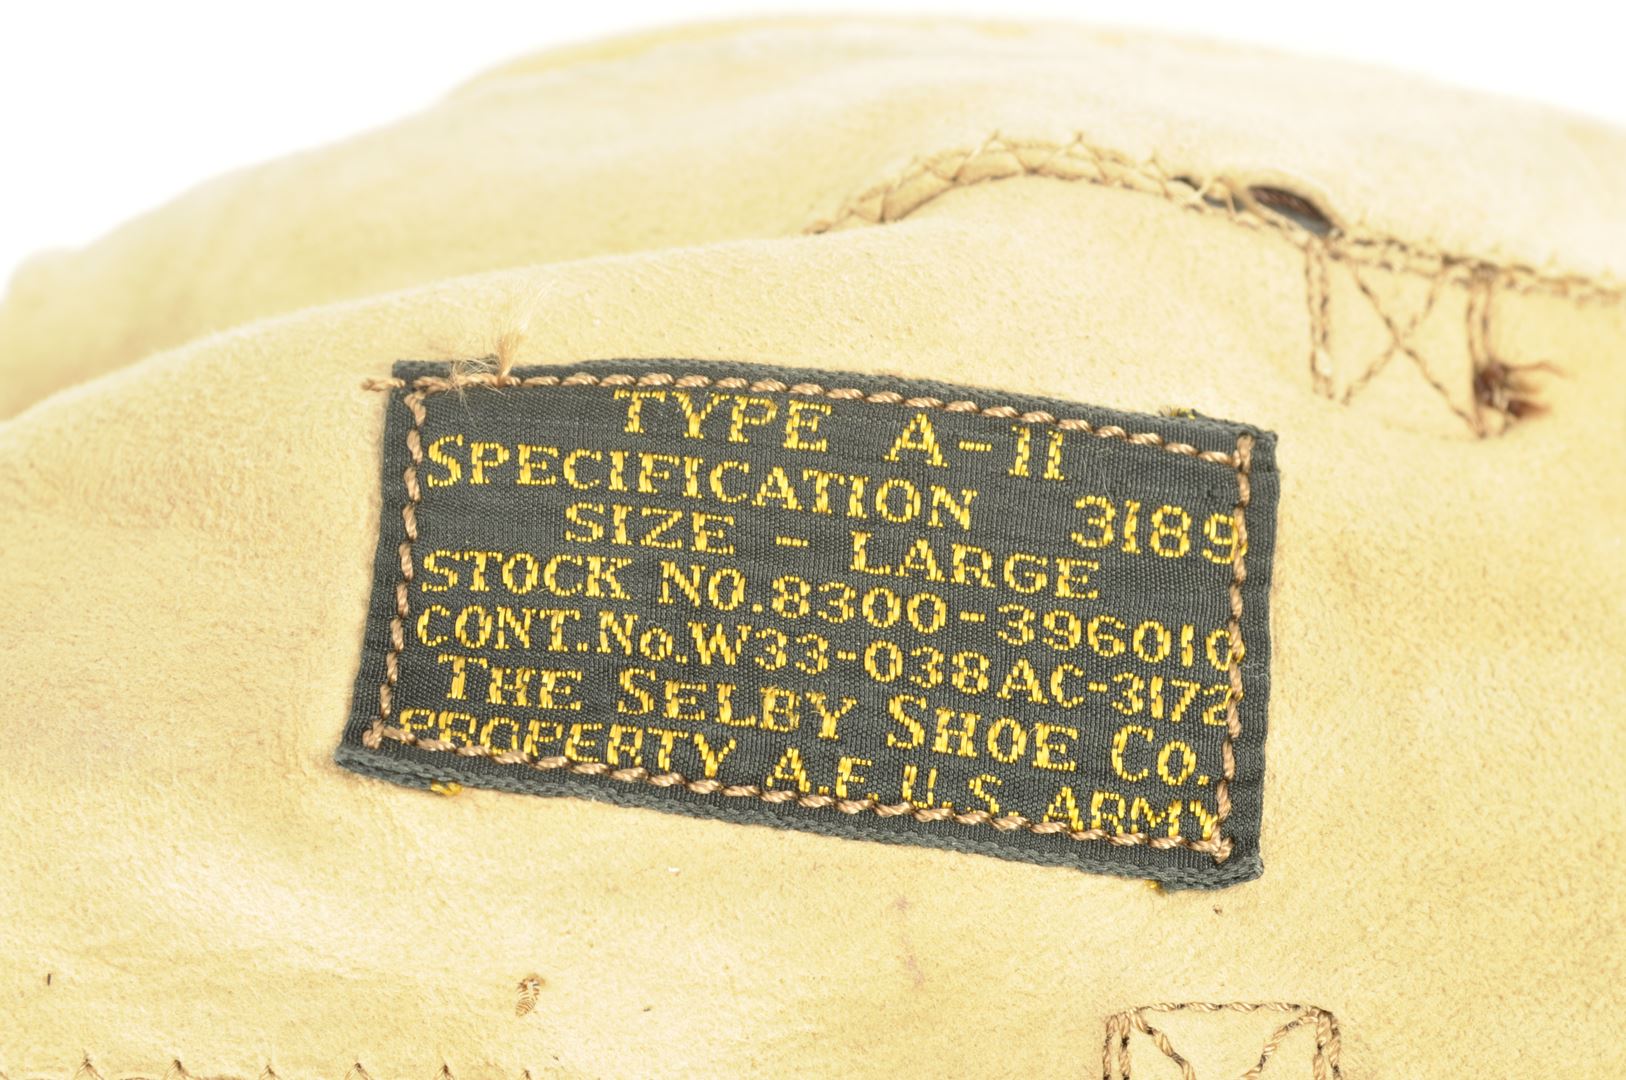 TYPE A-11
SPECIFICATION 3189
SIZE - LARGE
STOCK NO. 8300-396010
CONT. No. W33-038AC-3172
THE SELBY SHOE CO.
PROPERTY A.F. U.S. ARMY